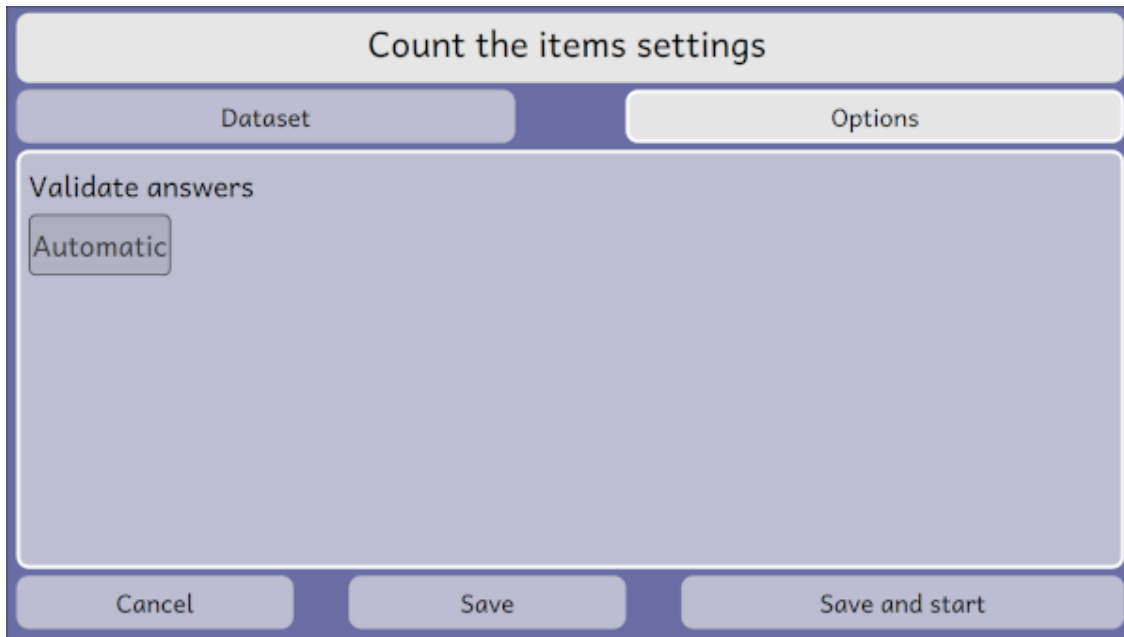 Count the items settings
Dataset
Options
Validate answers
Automatic
Cancel
Save
Save and start